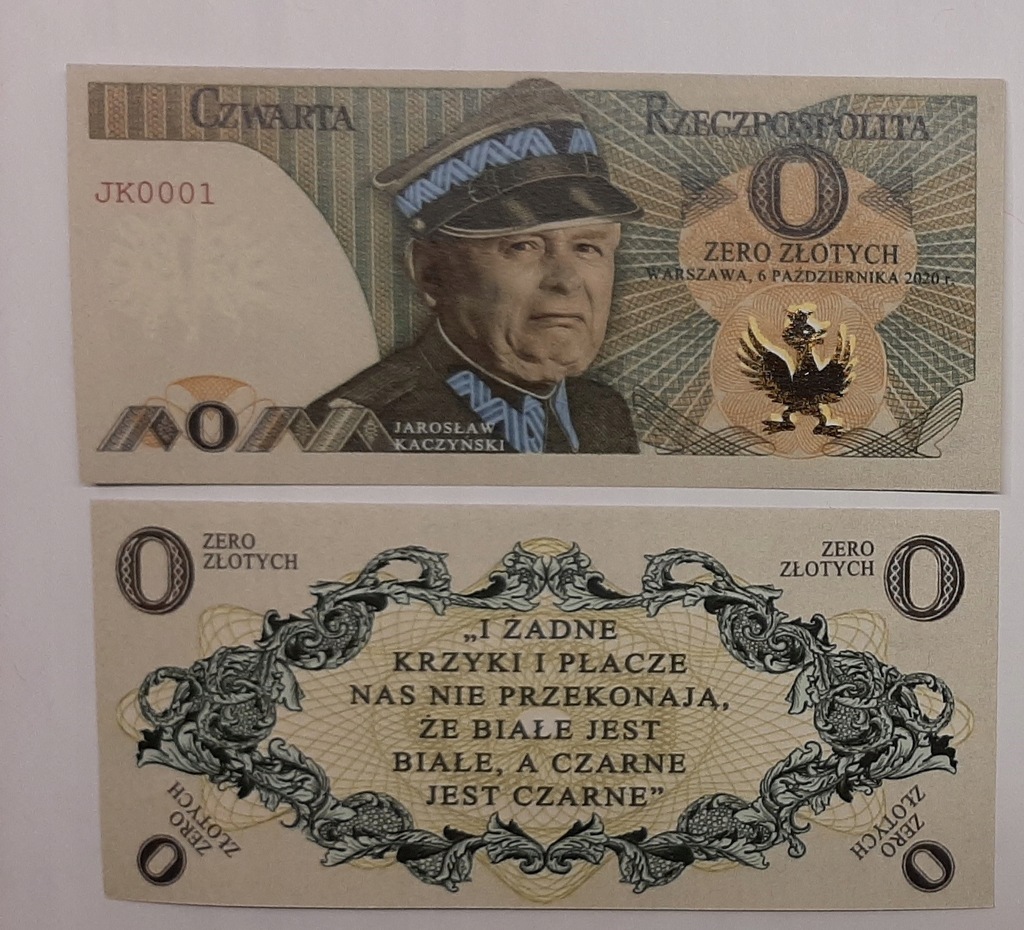 CZWARTA RZECZPOSPOLITA
JK0001
0
ZERO ZŁOTYCH
WARSZAWA, 6 PAŹDZIERNIKA 2020 r.
0
JAROSŁAW
KACZYŃSKI
0 ZERO
ZŁOTYCH
ZERO 0
ZŁOTYCH
„I ŻADNE
KRZYKI I PŁACZE
NAS NIE PRZEKONAJĄ,
ŻE BIAŁE JEST
BIAŁE, A CZARNE
JEST CZARNE”
0 ZERO
ZŁOTYCH
ZERO 0
ZŁOTYCH